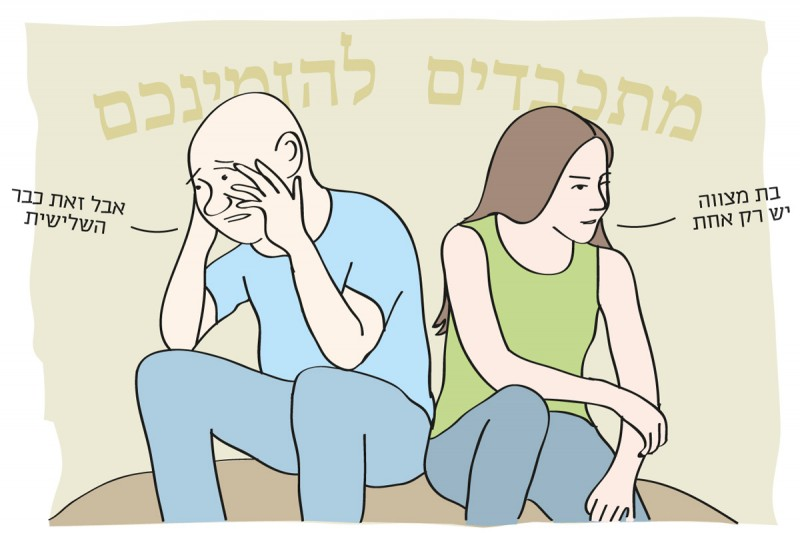 מתכבדים להזמינכם
בת מצווה
יש רק אחת
אבל זאת כבר
השלישית